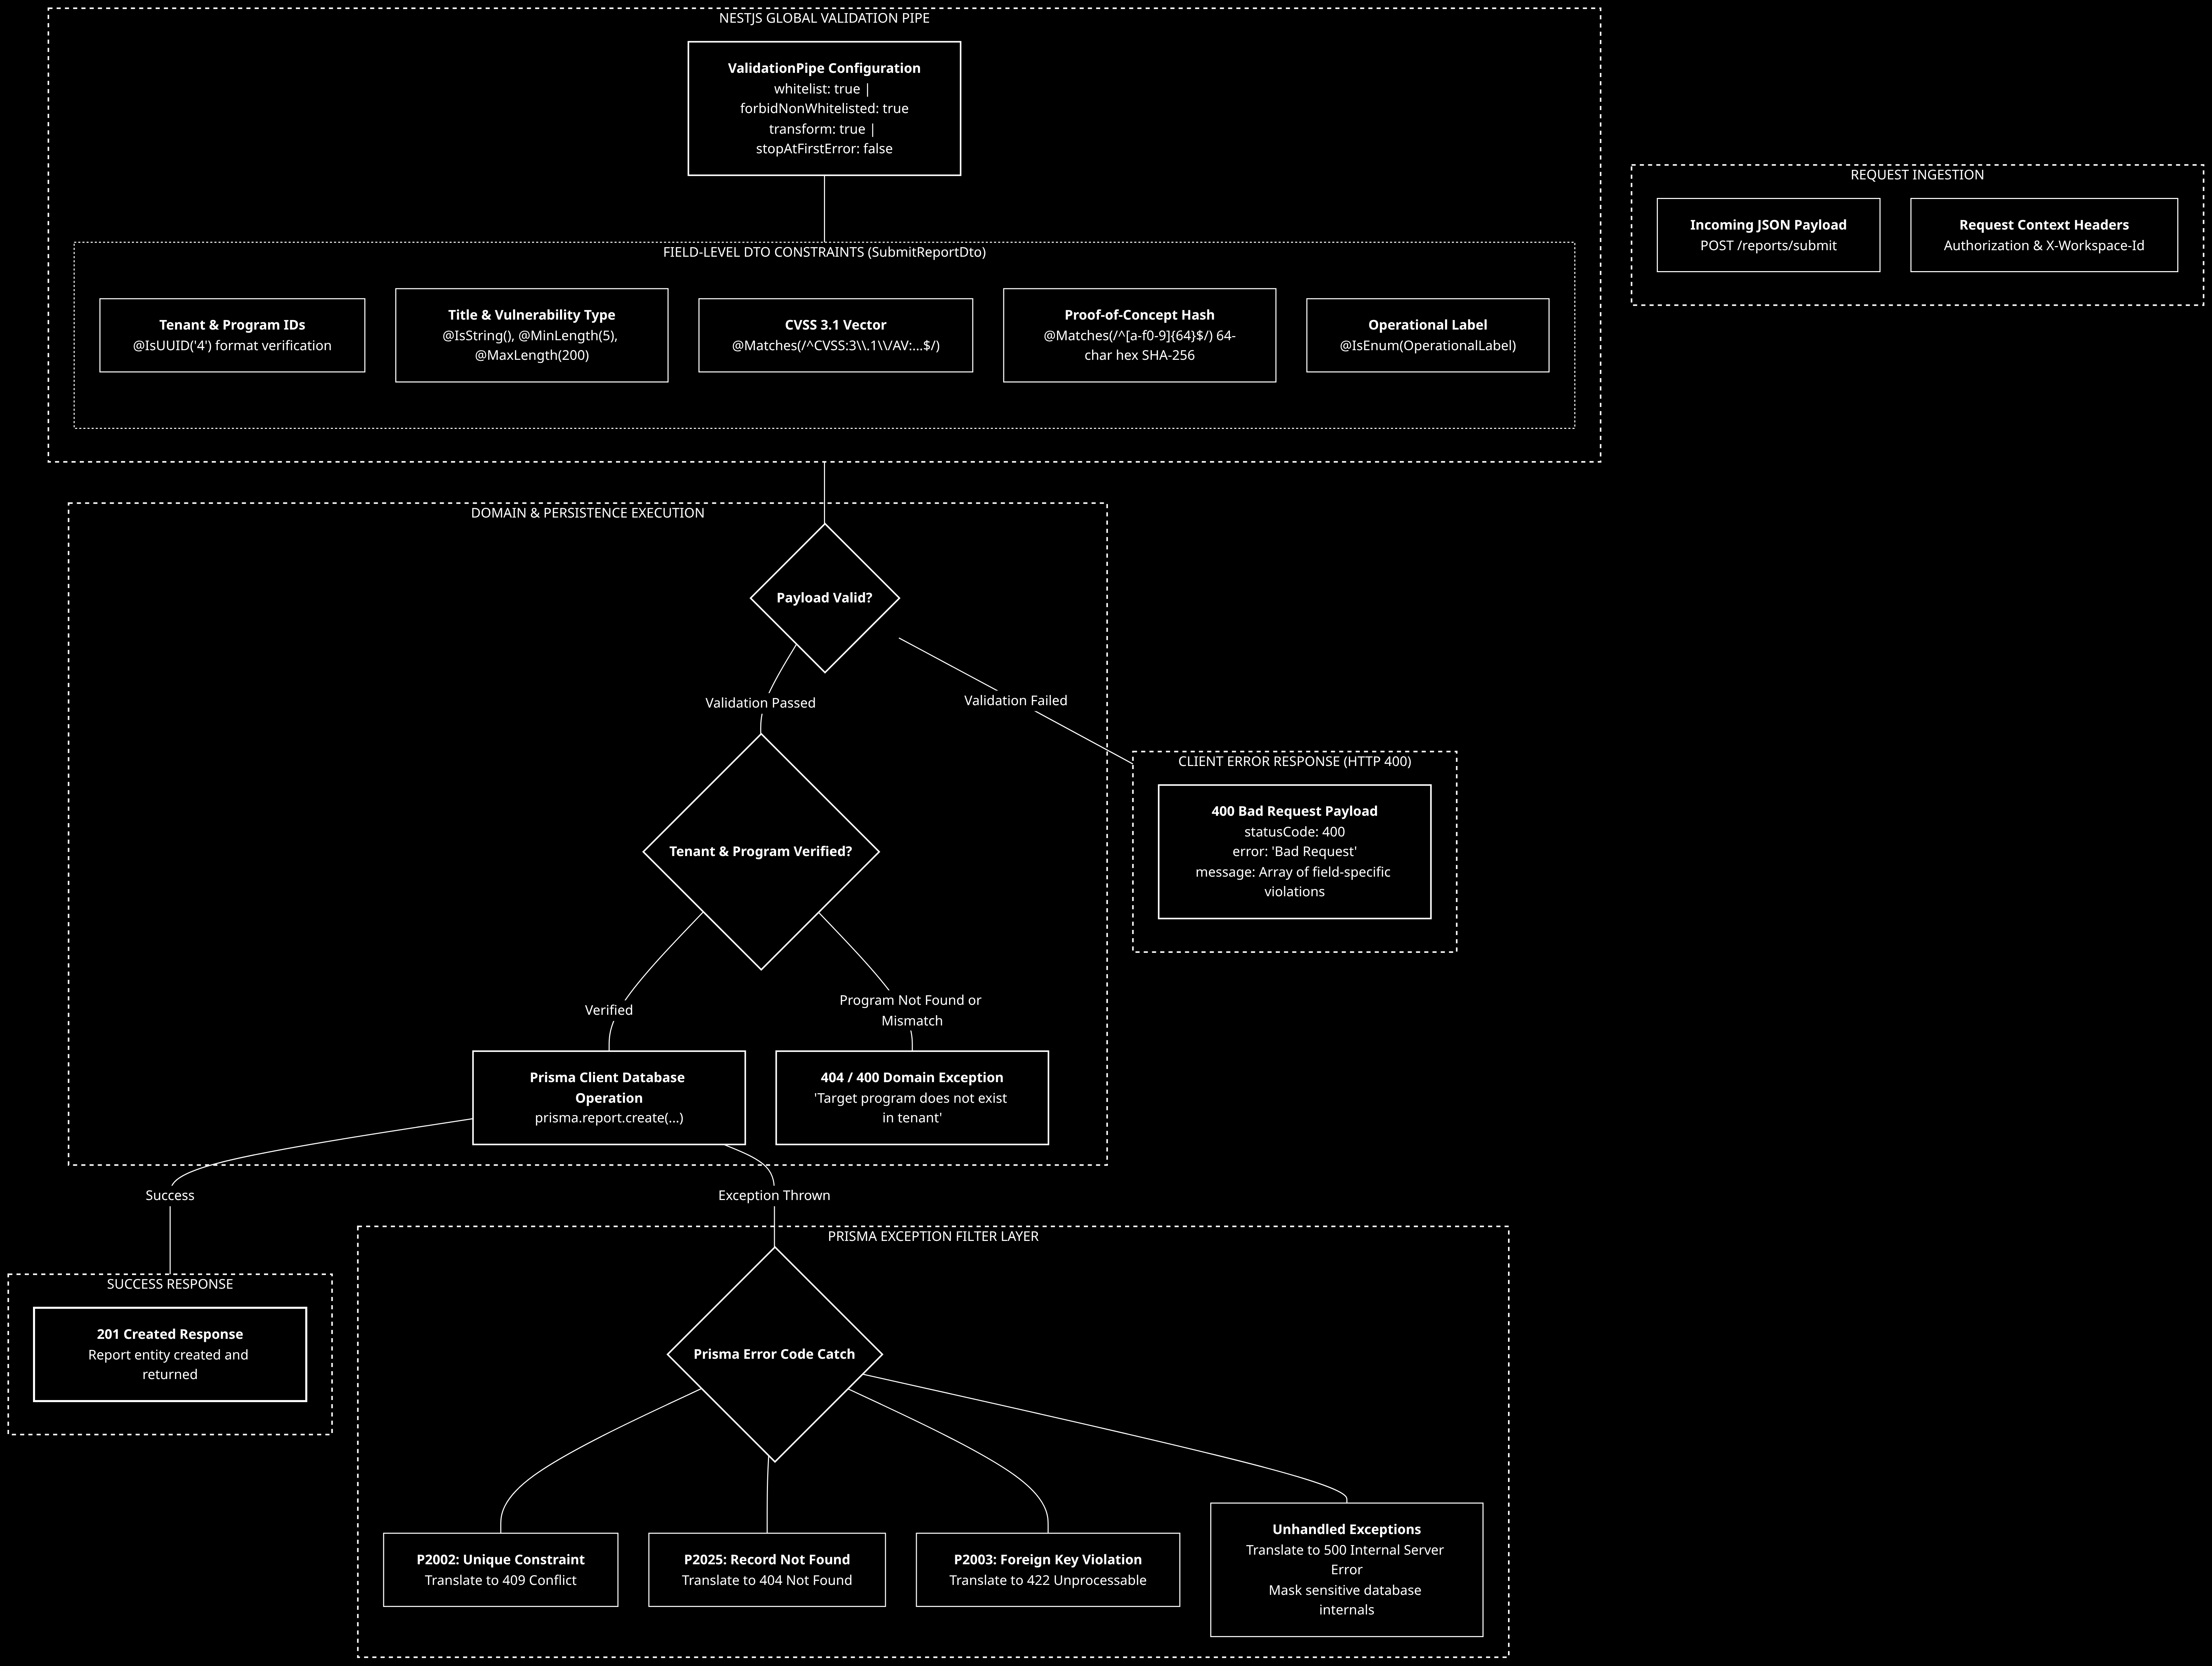 NESTJS GLOBAL VALIDATION PIPE
ValidationPipe Configuration
whitelist: true |
forbidNonWhitelisted: true
transform: true |
stopAtFirstError: false
REQUEST INGESTION
Incoming JSON Payload
POST /reports/submit
Request Context Headers
Authorization & X-Workspace-Id
FIELD-LEVEL DTO CONSTRAINTS (SubmitReportDto)
Tenant & Program IDs
@IsUUID('4') format verification
Title & Vulnerability Type
@IsString(), @MinLength(5),
@MaxLength(200)
CVSS 3.1 Vector
@Matches(/^CVSS:3\\.1\\/AV:...$/)
Proof-of-Concept Hash
@Matches(/^[a-f0-9]{64}$/) 64-
char hex SHA-256
Operational Label
@IsEnum(OperationalLabel)
DOMAIN & PERSISTENCE EXECUTION
Payload Valid?
Validation Passed
Validation Failed
CLIENT ERROR RESPONSE (HTTP 400)
400 Bad Request Payload
statusCode: 400
error: 'Bad Request'
message: Array of field-specific
violations
Tenant & Program Verified?
Verified
Program Not Found or
Mismatch
Prisma Client Database
Operation
prisma.report.create(...)
404 / 400 Domain Exception
'Target program does not exist
in tenant'
Success
Exception Thrown
SUCCESS RESPONSE
201 Created Response
Report entity created and
returned
PRISMA EXCEPTION FILTER LAYER
Prisma Error Code Catch
P2002: Unique Constraint
Translate to 409 Conflict
P2025: Record Not Found
Translate to 404 Not Found
P2003: Foreign Key Violation
Translate to 422 Unprocessable
Unhandled Exceptions
Translate to 500 Internal Server
Error
Mask sensitive database
internals